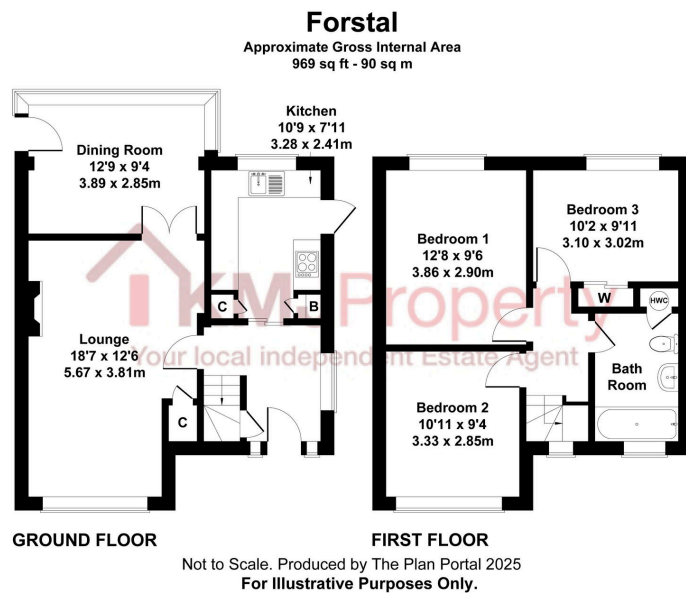 Forstal
Approximate Gross Internal Area
969 sq ft - 90 sq m
Kitchen
10'9 x 7'11
3.28 x 2.41m
Dining Room
12'9 x 9'4
3.89 x 2.85m
C
B
Lounge
18'7 x 12'6
5.67 x 3.81m
C
Bedroom 1
12'8 x 9'6
3.86 x 2.90m
Bedroom 3
10'2 x 9'11
3.10 x 3.02m
W
HWC
Bath
Room
Bedroom 2
10'11 x 9'4
3.33 x 2.85m
KMJ Property
Your local independent Estate Agent
GROUND FLOOR
FIRST FLOOR
Not to Scale. Produced by The Plan Portal 2025
For Illustrative Purposes Only.